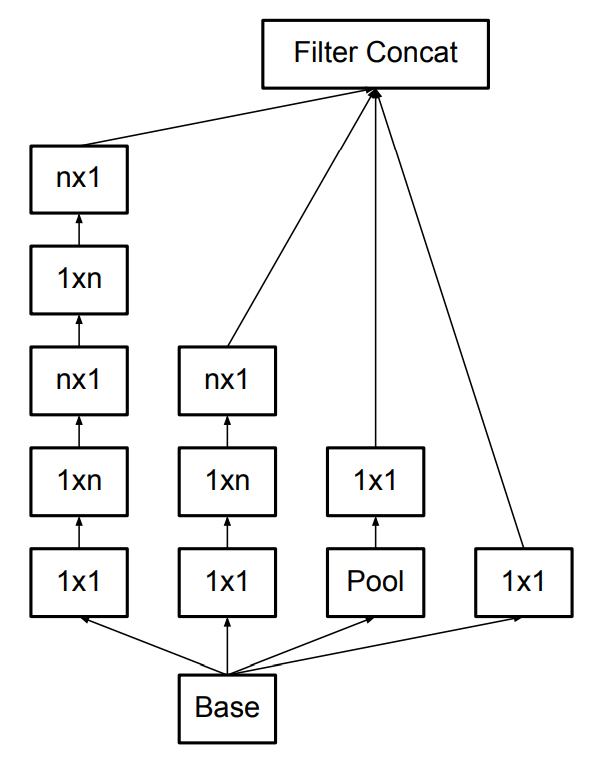 Filter Concat
nx1
1xn
nx1
nx1
1xn
1xn
1x1
1x1
1x1
Pool
1x1
Base